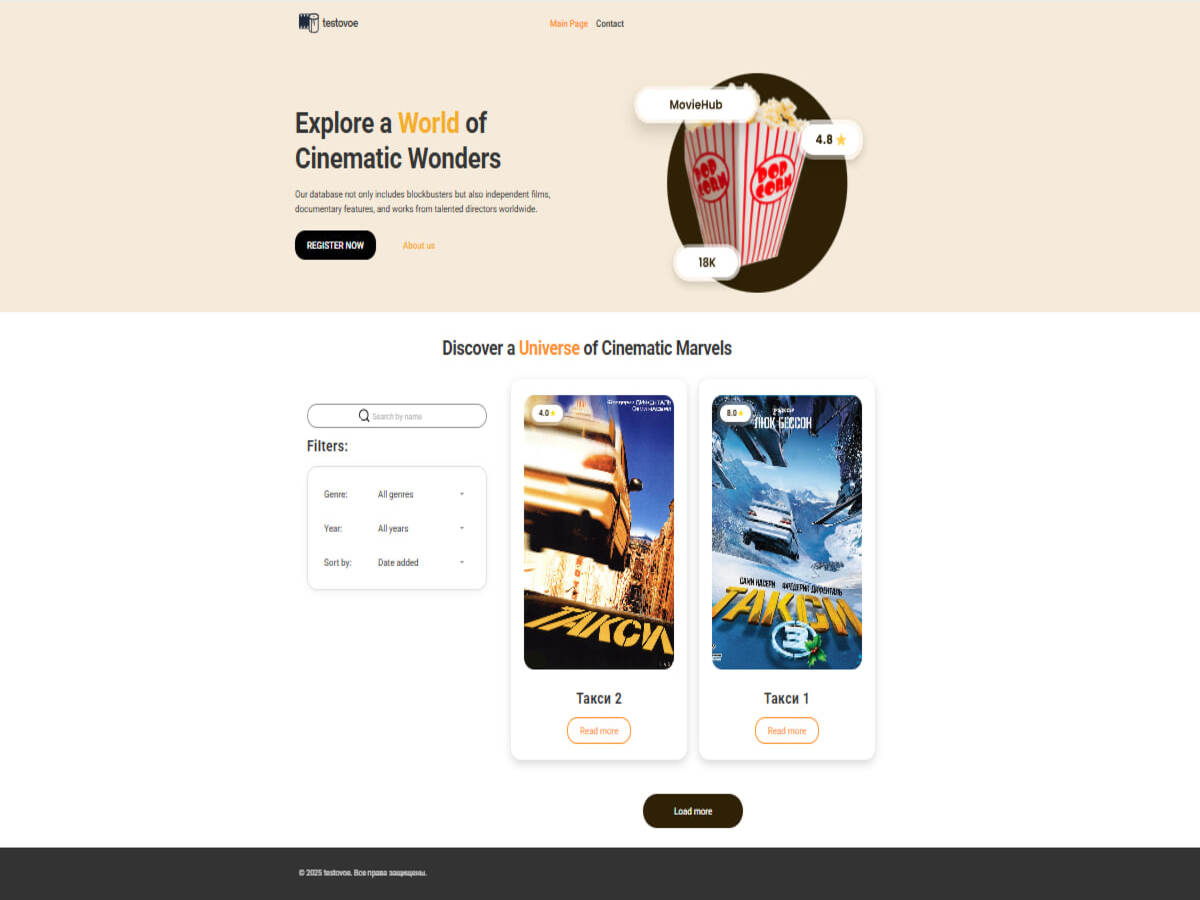 testovoe
Main Page Contact
Explore a World of
Cinematic Wonders
Our database not only includes blockbusters but also independent films,
documentary features, and works from talented directors worldwide.
REGISTER NOW
About us
MovieHub
4.8
POP
CORN
POP
CORN
18K
Discover a Universe of Cinematic Marvels
Search by name
Filters:
Genre: All genres
Year: All years
Sort by: Date added
4.0
ТАКСИ
Такси 2
Read more
8.0
ЛЮК БЕССОН
САМИ НАСЕРИ ФРЕДЕРИК ДИФЕНТАЛЬ
ТАКСИ
3
Такси 1
Read more
Load more
© 2025 testovoe. Все права защищены.